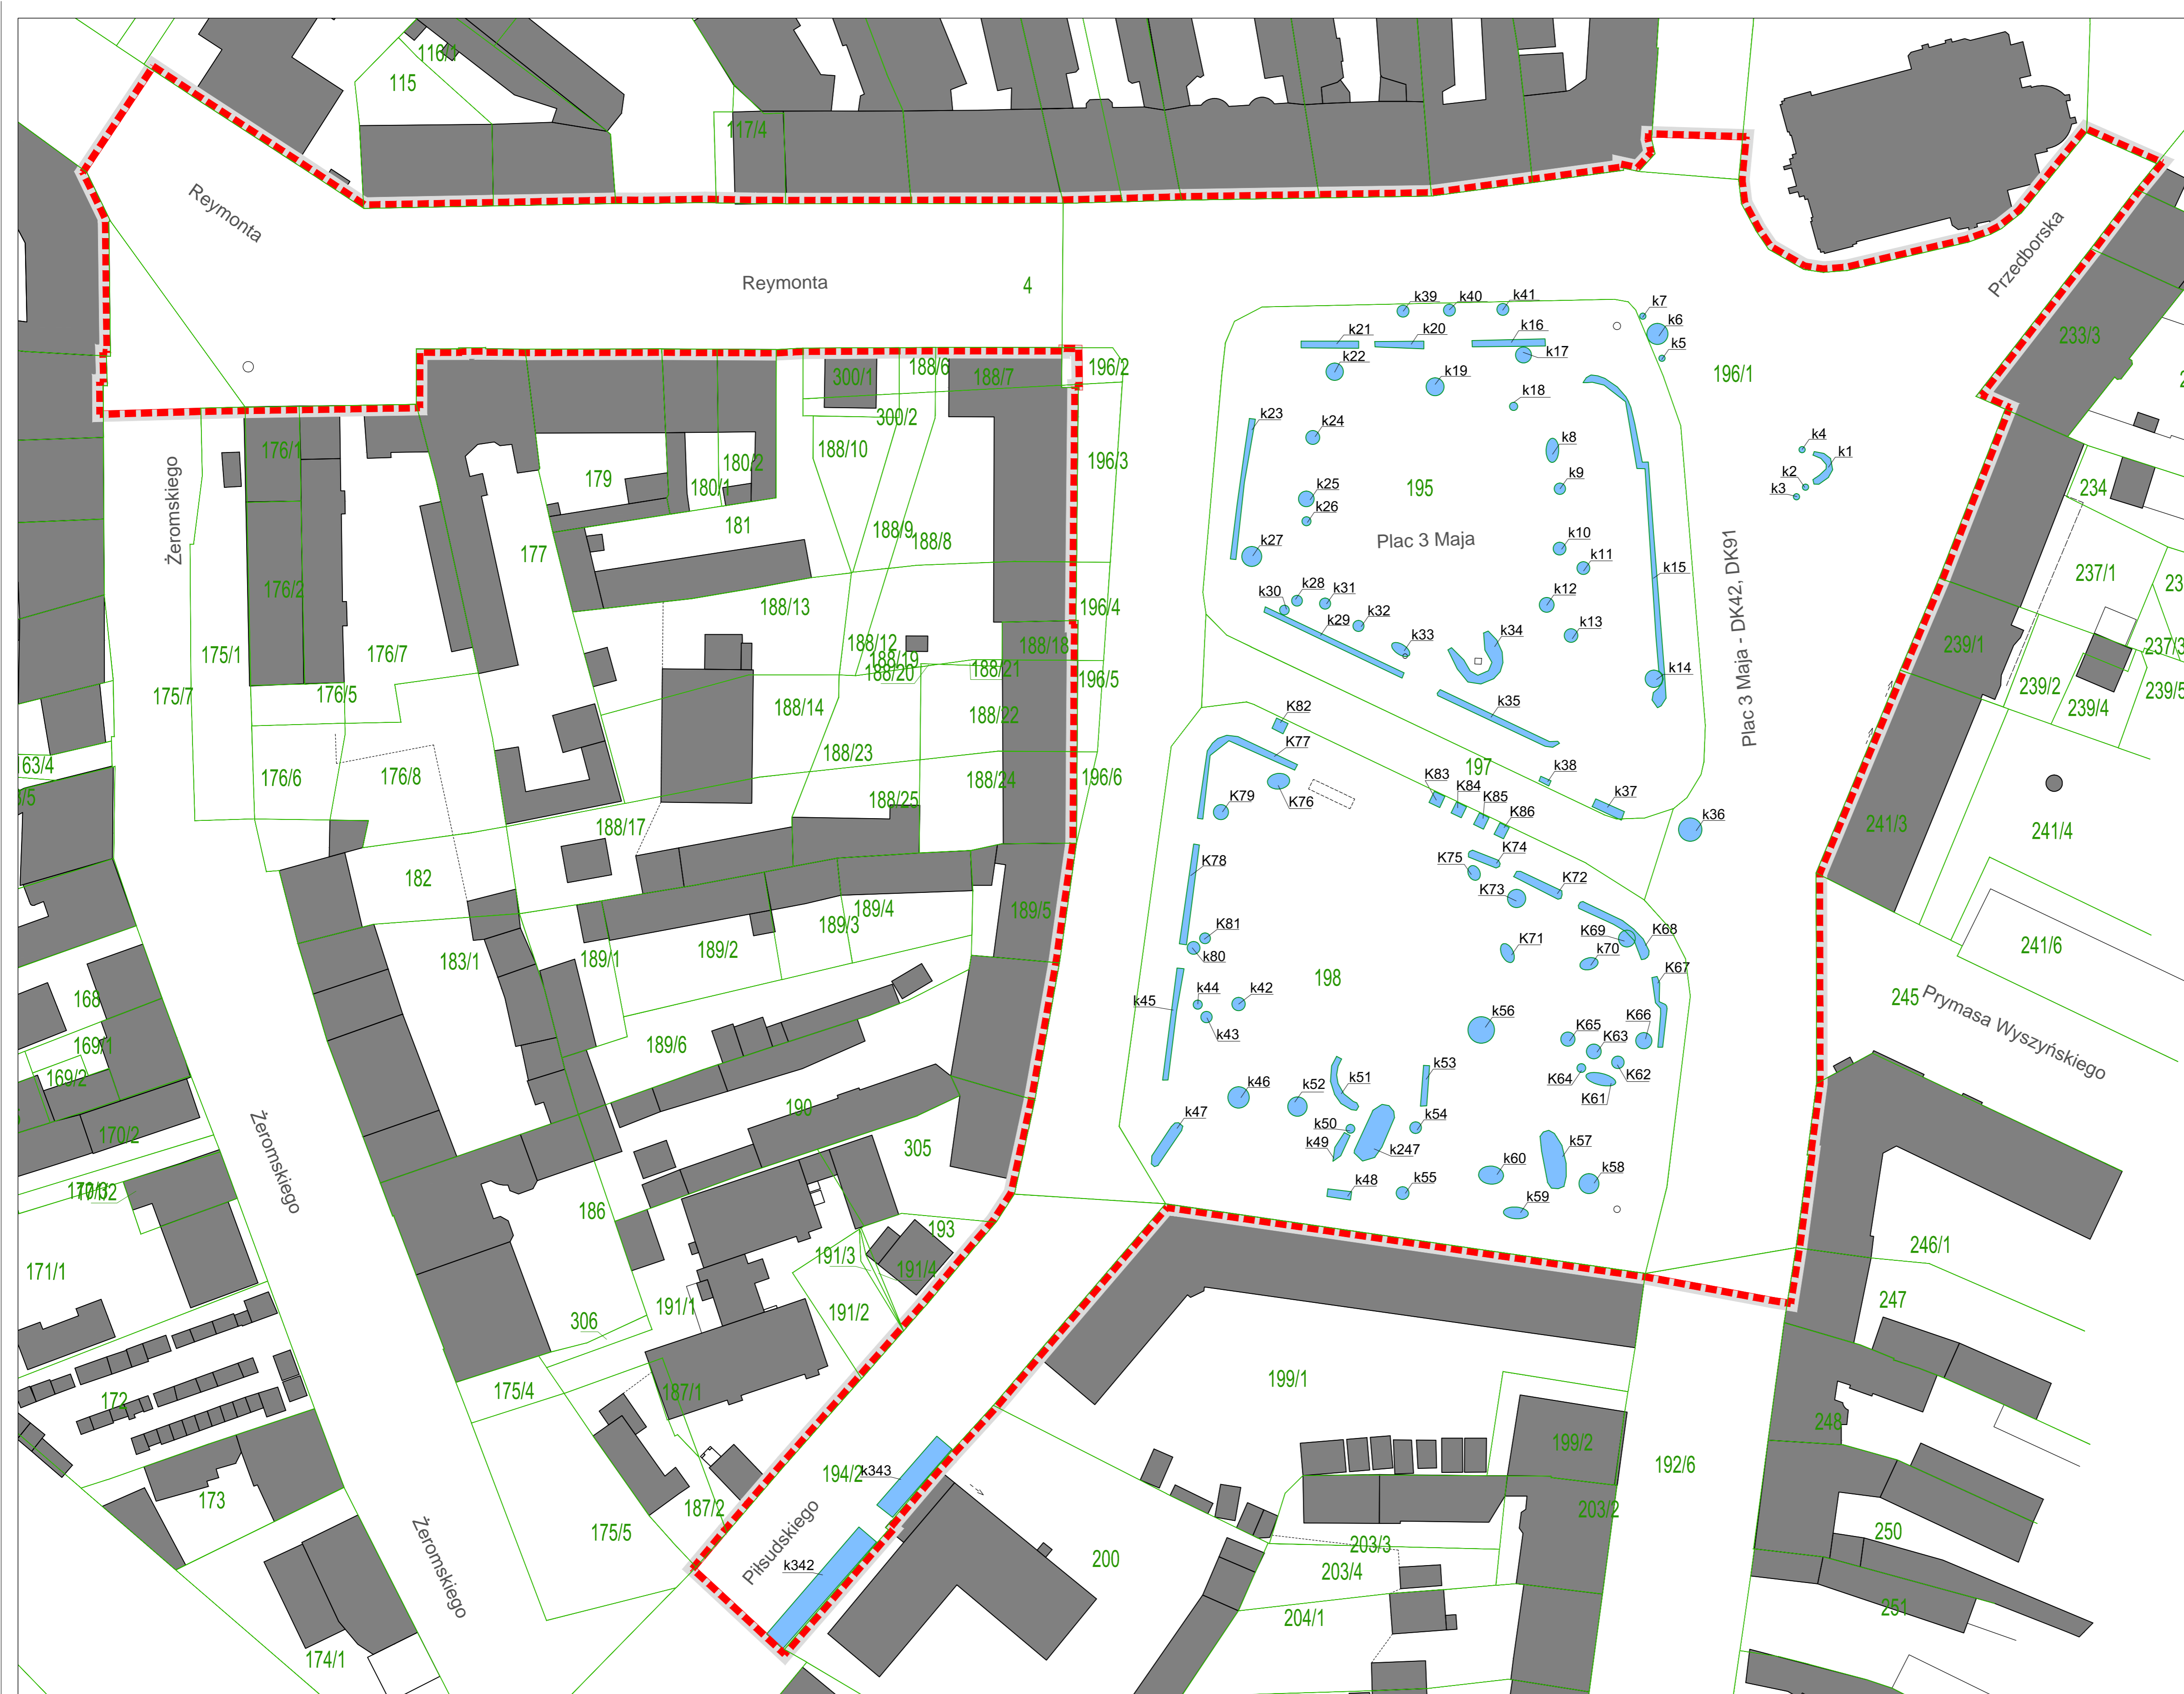 116/1
115
117/4
Reymonta
Przedborska
Reymonta
4
k39
k40
k41
k7
k6
k5
k21
k20
k16
k22
k17
k19
k18
233/3
196/1
196/2
188/6
300/1
188/7
300/2
k23
k24
k8
k4
k1
k2
k3
k9
k25
k26
k27
195
Plac 3 Maja
Plac 3 Maja - DK42, DK91
234
176/1
188/10
180/2
179
180/1
196/3
Żeromskiego
181
188/9
188/8
177
k10
k11
k12
k13
k15
k14
k28
k30
k31
k29
k32
k33
k34
k35
237/1
176/2
188/13
196/4
239/1
237/3
188/12
188/18
175/1
176/7
188/19
188/20
188/21
196/5
239/2
239/5
239/4
175/7
176/5
188/14
188/22
K82
K77
188/23
163/4
176/6
176/8
188/24
196/6
197
k38
k37
k36
K76
K79
K83
K84
K85
K86
188/25
188/17
241/3
241/4
K78
K75
K74
K73
K72
182
189/5
189/4
189/3
189/2
189/1
183/1
K81
k80
K71
K69
K68
k70
K67
241/6
198
168
245
Prymasa Wyszyńskiego
k45
k44
k42
k43
k56
K65
K63
K66
K64
K62
K61
169/1
189/6
169/2
k46
k52
k51
k53
190
170/2
k47
k50
k49
k54
k247
k57
305
Żeromskiego
k48
k55
k60
k58
k59
186
193
191/3
191/4
246/1
171/1
191/1
191/2
247
306
175/4
187/1
199/1
172
248
199/2
194/2
k343
192/6
173
187/2
203/2
175/5
Piłsudskiego
250
Żeromskiego
200
203/3
k342
203/4
251
204/1
174/1